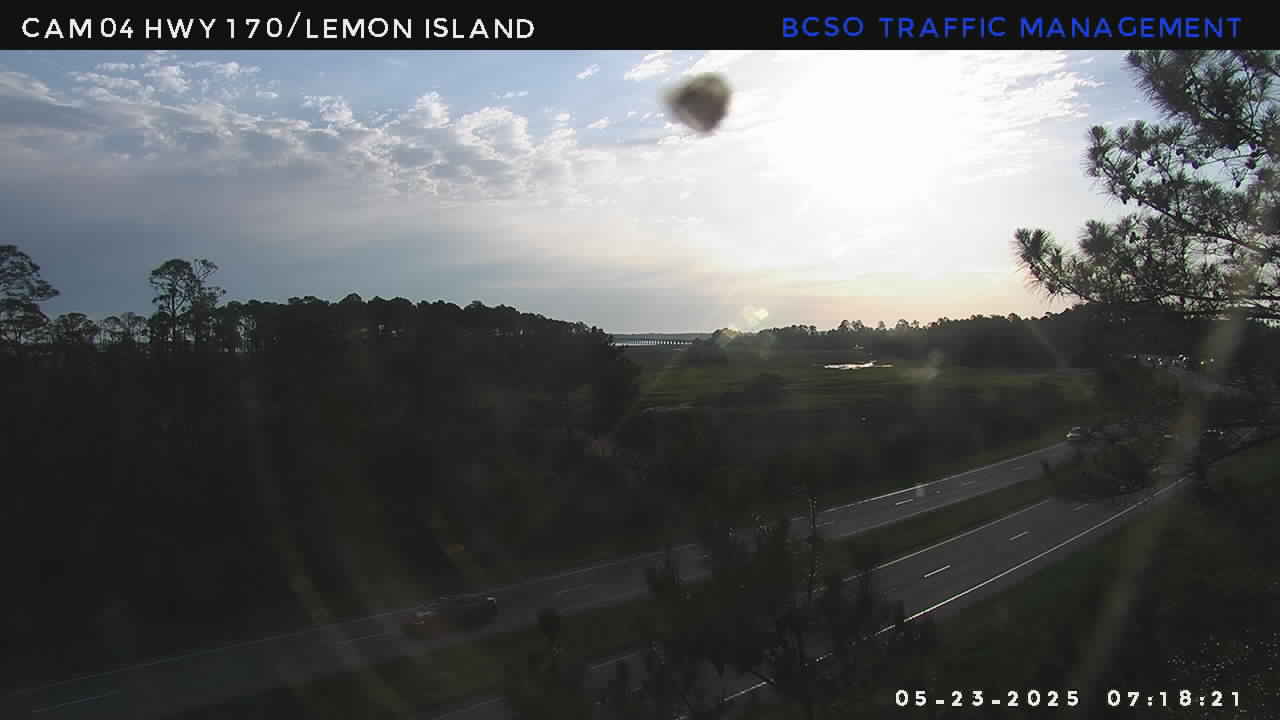 CAM04 HWY 170/LEMON ISLAND
BCSO TRAFFIC MANAGEMENT
05-23-2025 07:18:21